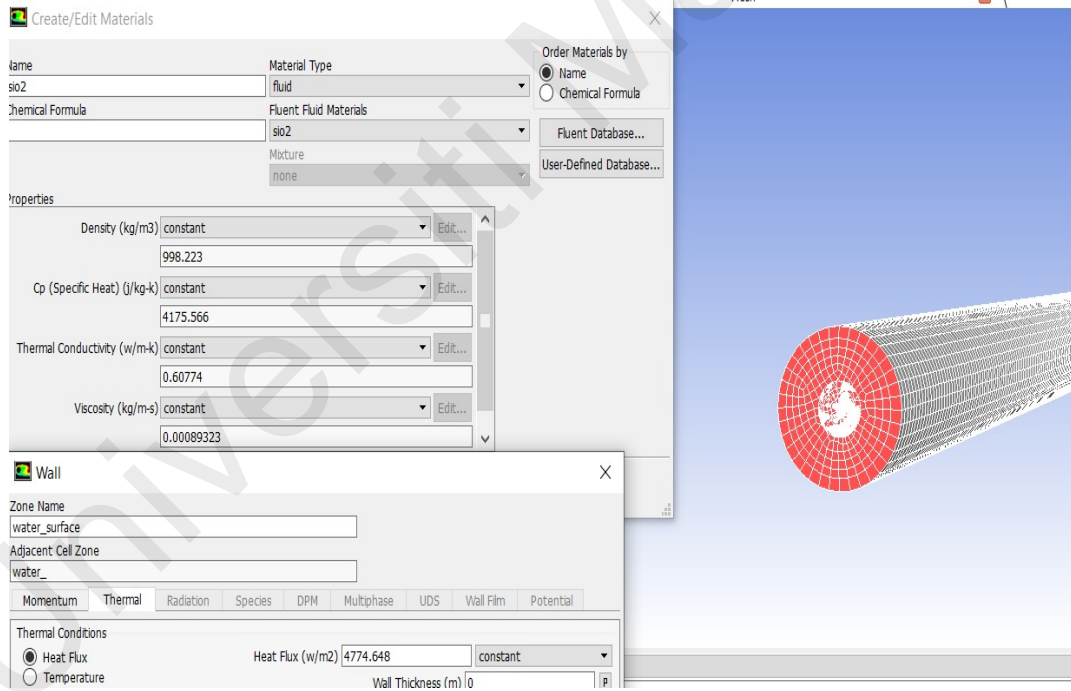 Create/Edit Materials
Name
sio2
Chemical Formula
Material Type
fluid
Fluent Fluid Materials
sio2
Mixture
none
Order Materials by
Name
Chemical Formula
Fluent Database...
User-Defined Database...
Properties
Density (kg/m3) constant Edit...
998.223
Cp (Specific Heat) (j/kg-k) constant Edit...
4175.566
Thermal Conductivity (w/m-k) constant Edit...
0.60774
Viscosity (kg/m-s) constant Edit...
0.00089323
Wall
Zone Name
water_surface
Adjacent Cell Zone
water_
Momentum Thermal Radiation Species DPM Multiphase UDS Wall Film Potential
Thermal Conditions
Heat Flux
Temperature
Heat Flux (w/m2) 4774.648 constant
Wall Thickness (m) 0 P
Universiti